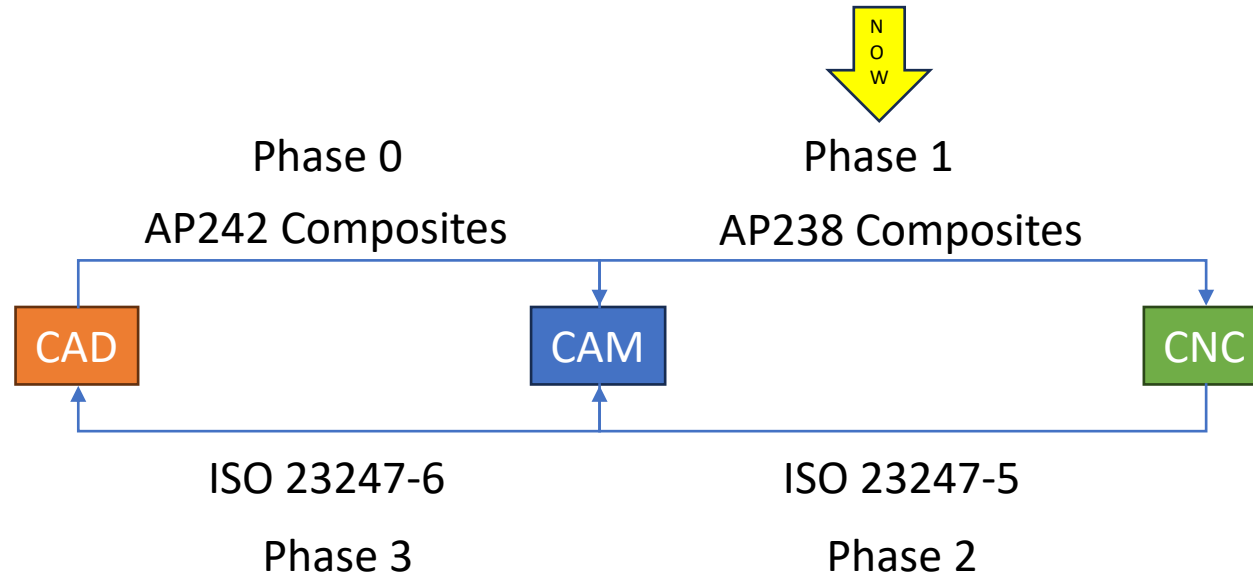 N
O
W
Phase 0
Phase 1
AP242 Composites
AP238 Composites
CAD
CAM
CNC
ISO 23247-6
ISO 23247-5
Phase 3
Phase 2